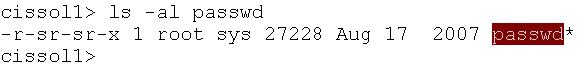 cissol1> ls -al passwd
-r-sr-sr-x 1 root sys 27228 Aug 17  2007 passwd*
cissol1>